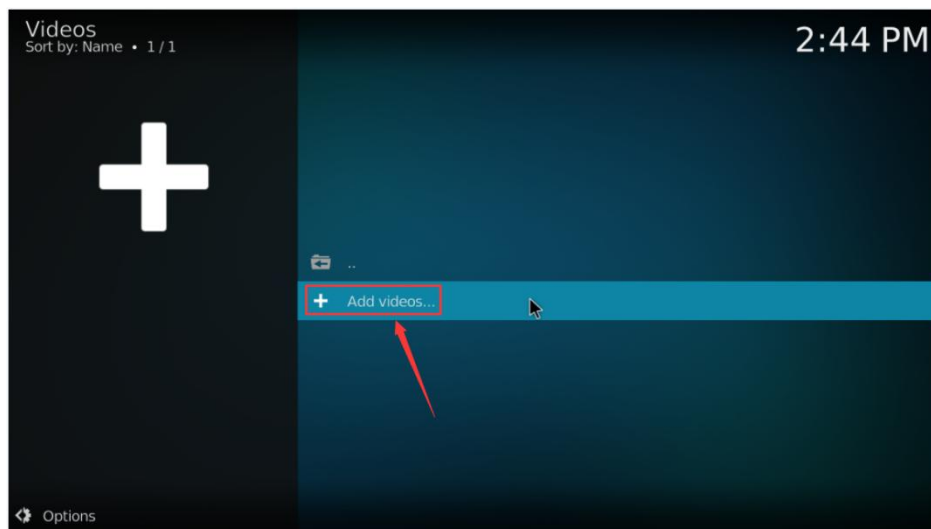 Videos
Sort by: Name • 1 / 1
2:44 PM
..
Add videos...
Options